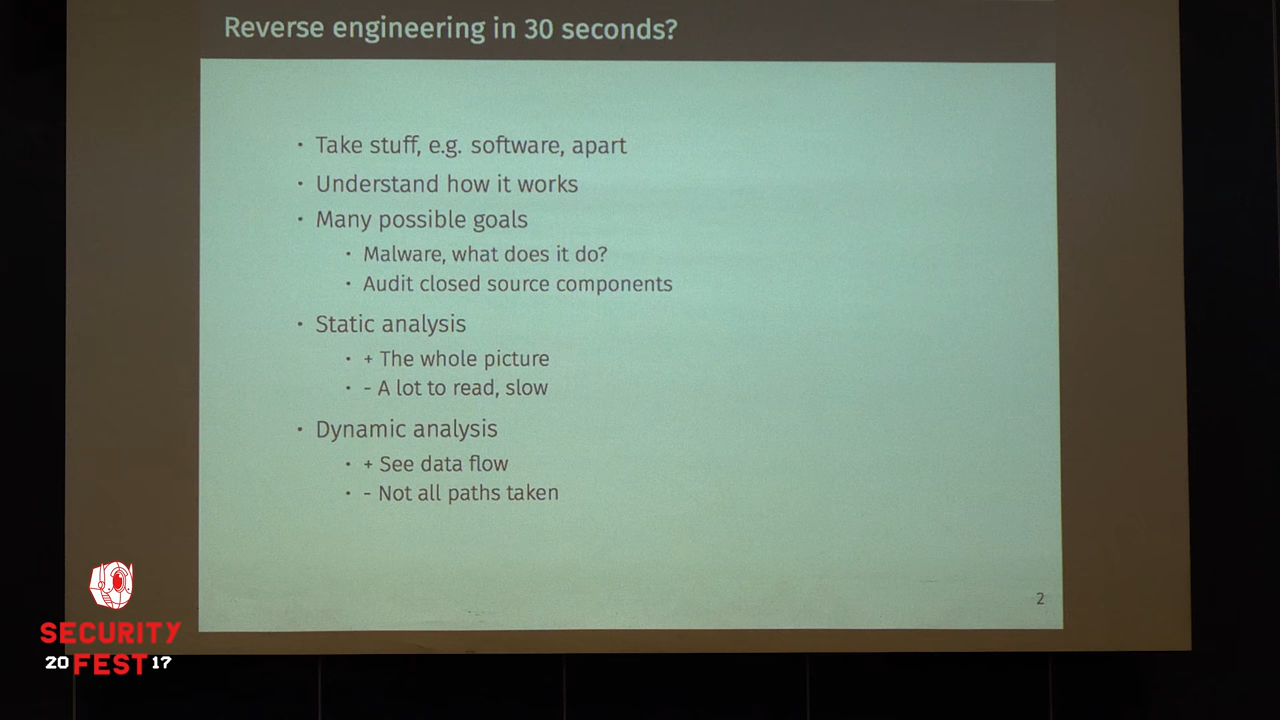 Reverse engineering in 30 seconds?
• Take stuff, e.g. software, apart
• Understand how it works
• Many possible goals
• Malware, what does it do?
• Audit closed source components
• Static analysis
• + The whole picture
• - A lot to read, slow
• Dynamic analysis
• + See data flow
• - Not all paths taken
2
SECURITY
20 FEST 17